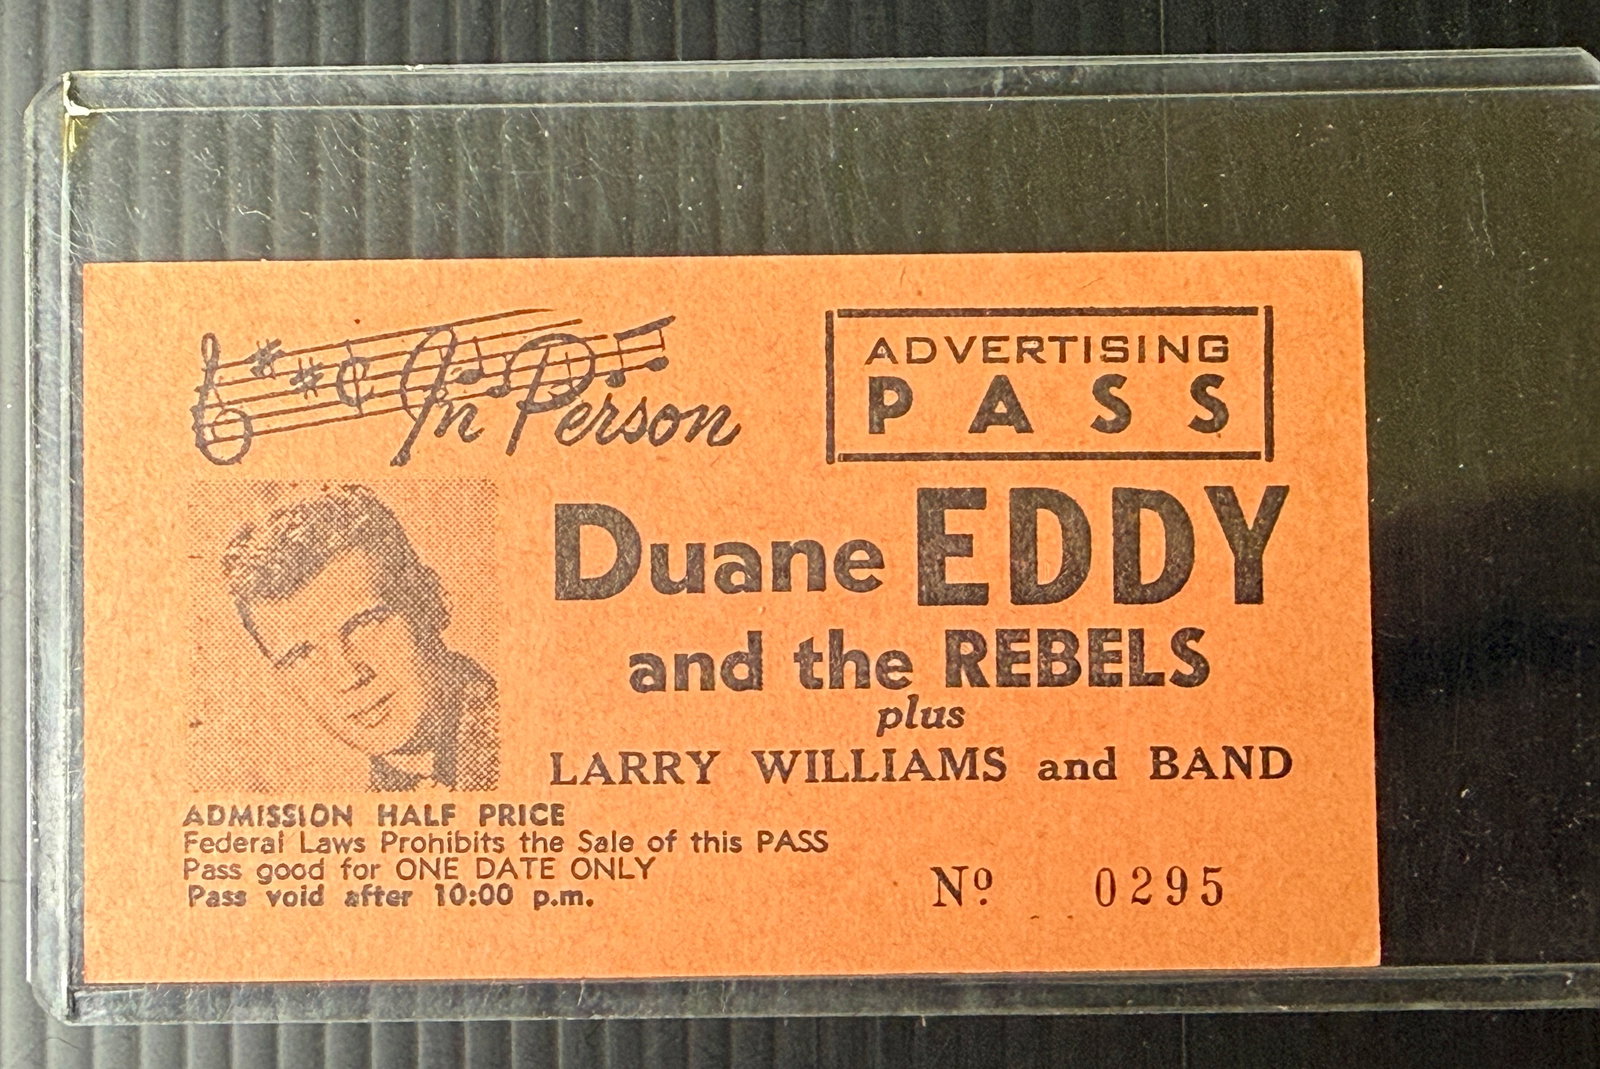 In Person
ADVERTISING
PASS
Duane EDDY
and the REBELS
plus
LARRY WILLIAMS and BAND
ADMISSION HALF PRICE
Federal Laws Prohibits the Sale of this PASS
Pass good for ONE DATE ONLY
Pass void after 10:00 p.m.
Nº 0295